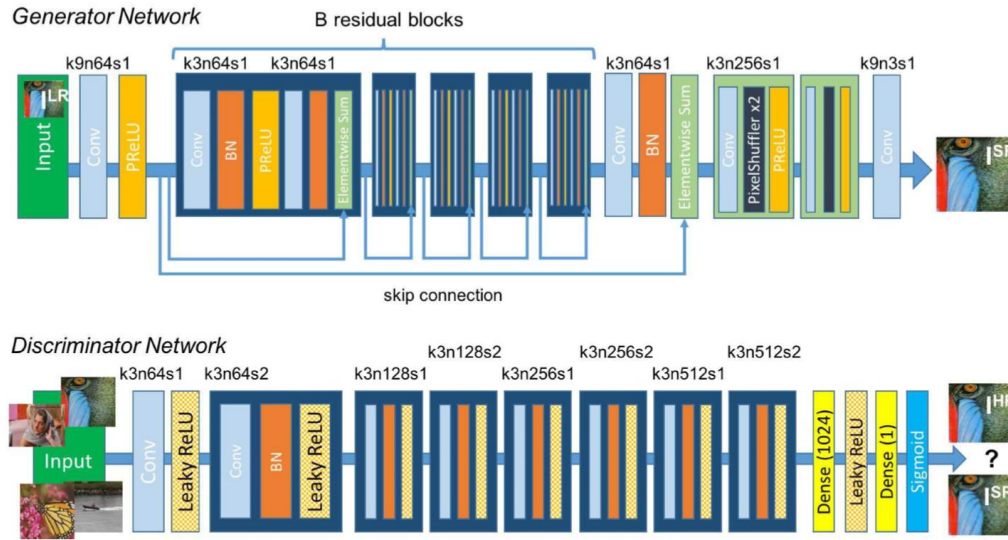 Generator Network
B residual blocks
k9n64s1
k3n64s1
k3n64s1
k3n64s1
k3n256s1
k9n3s1
I^LR
Input
Conv
PReLU
Conv
BN
PReLU
Elementwise Sum
Conv
BN
Elementwise Sum
Conv
PixelShuffler x2
PReLU
Conv
I^SR
skip connection
Discriminator Network
k3n64s1
k3n64s2
k3n128s1
k3n128s2
k3n256s1
k3n256s2
k3n512s1
k3n512s2
Input
Conv
Leaky ReLU
Conv
BN
Leaky ReLU
Dense (1024)
Leaky ReLU
Dense (1)
Sigmoid
I^HR
?
I^SR